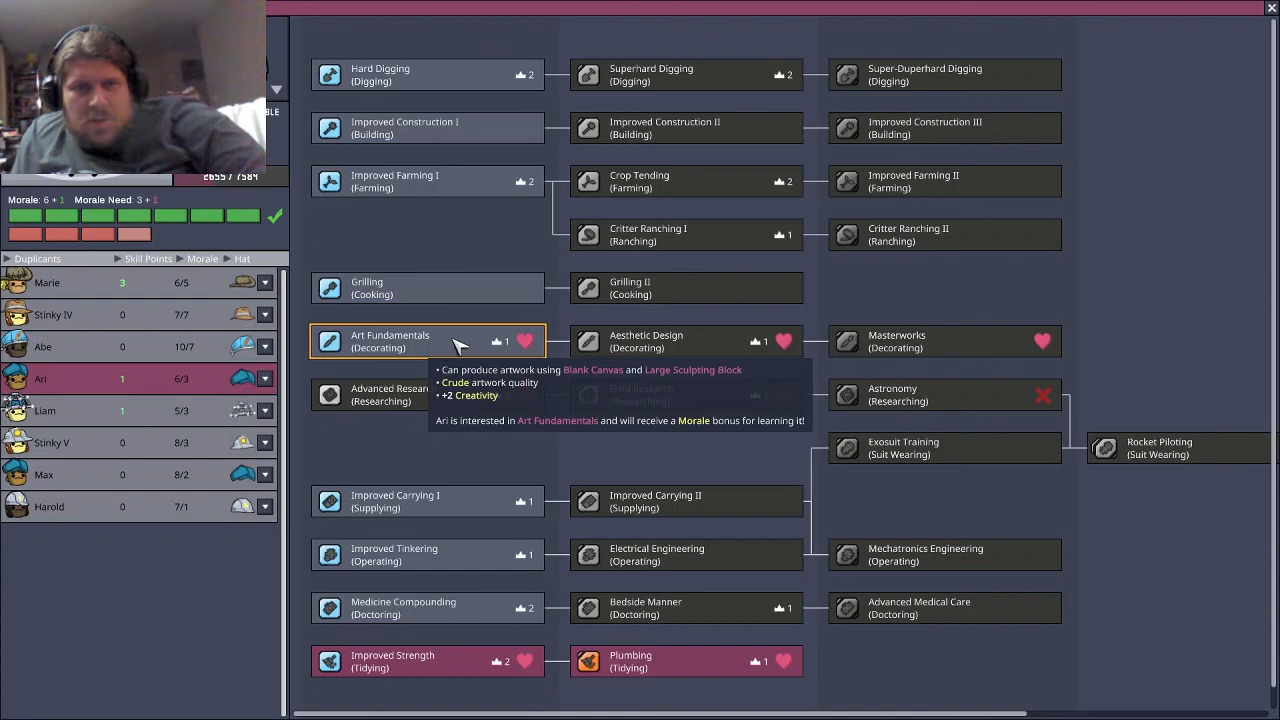 Hard Digging
(Digging)
2
Superhard Digging
(Digging)
2
Super-Duperhard Digging
(Digging)
Improved Construction I
(Building)
Improved Construction II
(Building)
Improved Construction III
(Building)
Improved Farming I
(Farming)
2
Crop Tending
(Farming)
2
Improved Farming II
(Farming)
2655 / 7584
Morale: 6 + 1 Morale Need: 3 + 1
Critter Ranching I
(Ranching)
1
Critter Ranching II
(Ranching)
Duplicants Skill Points Morale Hat
Marie 3 6/5
Stinky IV 0 7/7
Abe 0 10/7
Ari 1 6/3
Liam 1 5/3
Stinky V 0 8/3
Max 0 8/2
Harold 0 7/1
Grilling
(Cooking)
Grilling II
(Cooking)
Art Fundamentals
(Decorating)
1
Aesthetic Design
(Decorating)
1
Masterworks
(Decorating)
• Can produce artwork using Blank Canvas and Large Sculpting Block
• Crude artwork quality
• +2 Creativity
Ari is interested in Art Fundamentals and will receive a Morale bonus for learning it!
Advanced
(Researching)
Field Research
(Researching)
Astronomy
(Researching)
Exosuit Training
(Suit Wearing)
Rocket Piloting
(Suit Wearing)
Improved Carrying I
(Supplying)
1
Improved Carrying II
(Supplying)
Improved Tinkering
(Operating)
1
Electrical Engineering
(Operating)
Mechatronics Engineering
(Operating)
Medicine Compounding
(Doctoring)
2
Bedside Manner
(Doctoring)
1
Advanced Medical Care
(Doctoring)
Improved Strength
(Tidying)
2
Plumbing
(Tidying)
1